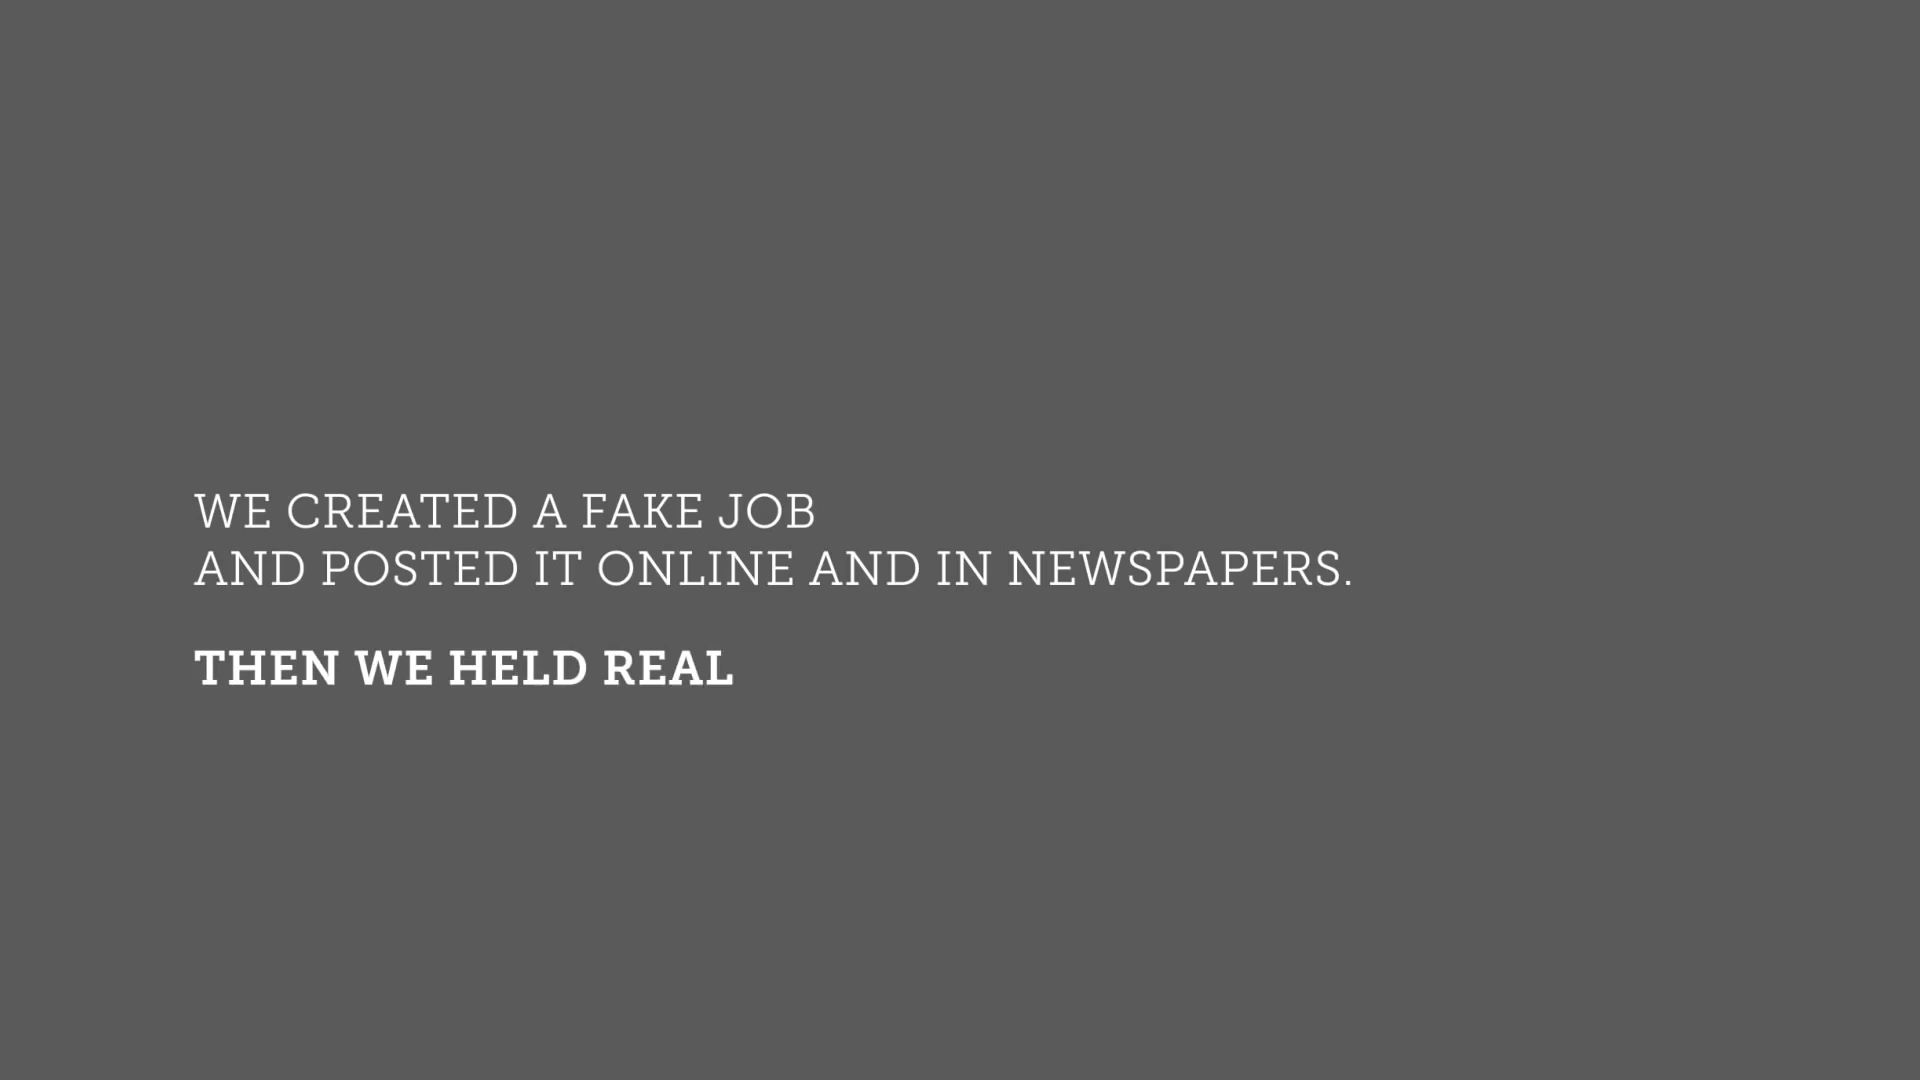 WE CREATED A FAKE JOB
AND POSTED IT ONLINE AND IN NEWSPAPERS.
THEN WE HELD REAL